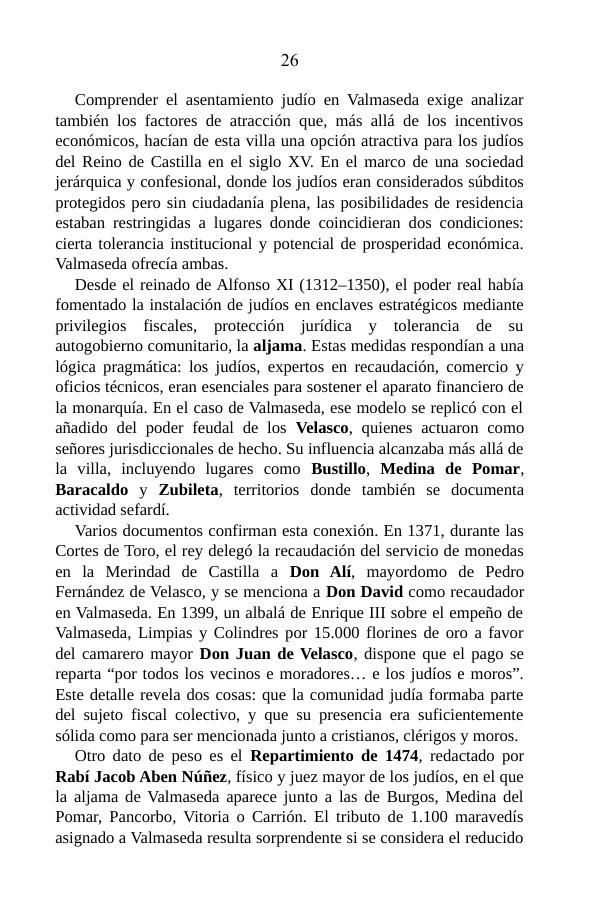 26
Comprender el asentamiento judío en Valmaseda exige analizar
también los factores de atracción que, más allá de los incentivos
económicos, hacían de esta villa una opción atractiva para los judíos
del Reino de Castilla en el siglo XV. En el marco de una sociedad
jerárquica y confesional, donde los judíos eran considerados súbditos
protegidos pero sin ciudadanía plena, las posibilidades de residencia
estaban restringidas a lugares donde coincidieran dos condiciones:
cierta tolerancia institucional y potencial de prosperidad económica.
Valmaseda ofrecía ambas.
Desde el reinado de Alfonso XI (1312–1350), el poder real había
fomentado la instalación de judíos en enclaves estratégicos mediante
privilegios fiscales, protección jurídica y tolerancia de su
autogobierno comunitario, la aljama. Estas medidas respondían a una
lógica pragmática: los judíos, expertos en recaudación, comercio y
oficios técnicos, eran esenciales para sostener el aparato financiero de
la monarquía. En el caso de Valmaseda, ese modelo se replicó con el
añadido del poder feudal de los Velasco, quienes actuaron como
señores jurisdiccionales de hecho. Su influencia alcanzaba más allá de
la villa, incluyendo lugares como Bustillo, Medina de Pomar,
Baracaldo y Zubileta, territorios donde también se documenta
actividad sefardí.
Varios documentos confirman esta conexión. En 1371, durante las
Cortes de Toro, el rey delegó la recaudación del servicio de monedas
en la Merindad de Castilla a Don Alí, mayordomo de Pedro
Fernández de Velasco, y se menciona a Don David como recaudador
en Valmaseda. En 1399, un albalá de Enrique III sobre el empeño de
Valmaseda, Limpias y Colindres por 15.000 florines de oro a favor
del camarero mayor Don Juan de Velasco, dispone que el pago se
reparta “por todos los vecinos e moradores… e los judíos e moros”.
Este detalle revela dos cosas: que la comunidad judía formaba parte
del sujeto fiscal colectivo, y que su presencia era suficientemente
sólida como para ser mencionada junto a cristianos, clérigos y moros.
Otro dato de peso es el Repartimiento de 1474, redactado por
Rabí Jacob Aben Núñez, físico y juez mayor de los judíos, en el que
la aljama de Valmaseda aparece junto a las de Burgos, Medina del
Pomar, Pancorbo, Vitoria o Carrión. El tributo de 1.100 maravedís
asignado a Valmaseda resulta sorprendente si se considera el reducido